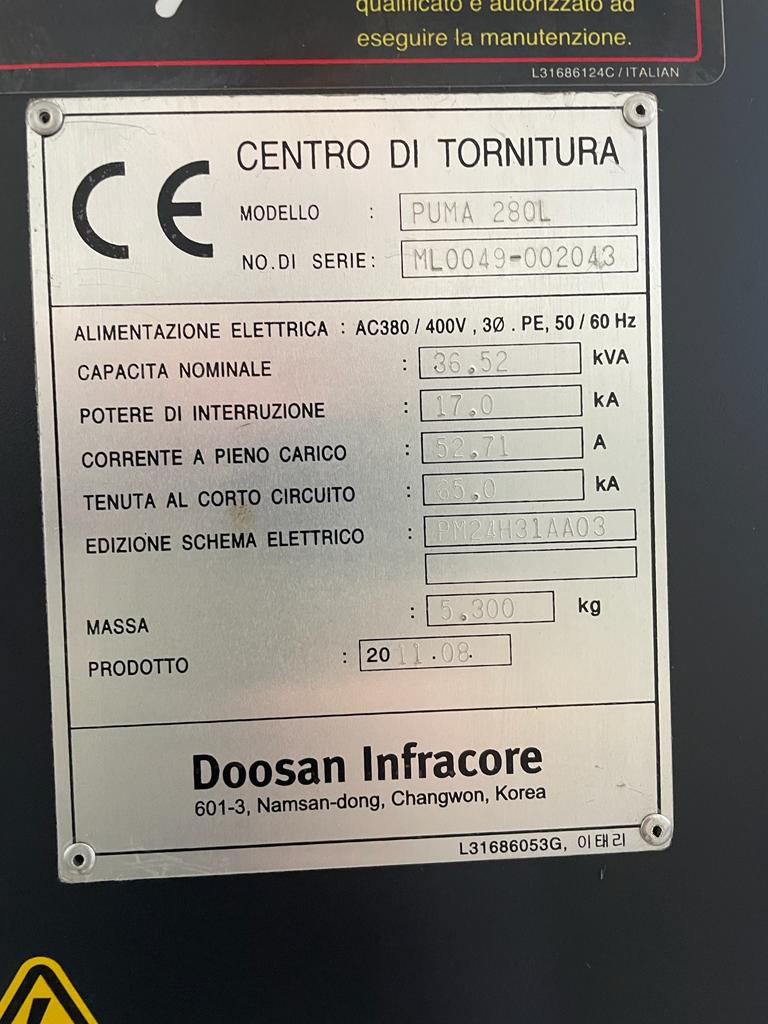 qualificato e autorizzato ad
eseguire la manutenzione.
L31686124C / ITALIAN
CE CENTRO DI TORNITURA
MODELLO : PUMA 280L
NO.DI SERIE: ML0049-002043
ALIMENTAZIONE ELETTRICA : AC380 / 400V , 3Ø . PE, 50 / 60 Hz
CAPACITA NOMINALE : 36.52 kVA
POTERE DI INTERRUZIONE : 17.0 kA
CORRENTE A PIENO CARICO : 52.71 A
TENUTA AL CORTO CIRCUITO : 65.0 kA
EDIZIONE SCHEMA ELETTRICO : PM24H31AA03
MASSA : 5.300 kg
PRODOTTO : 2011.08.
Doosan Infracore
601-3, Namsan-dong, Changwon, Korea
L31686053G, 이태리